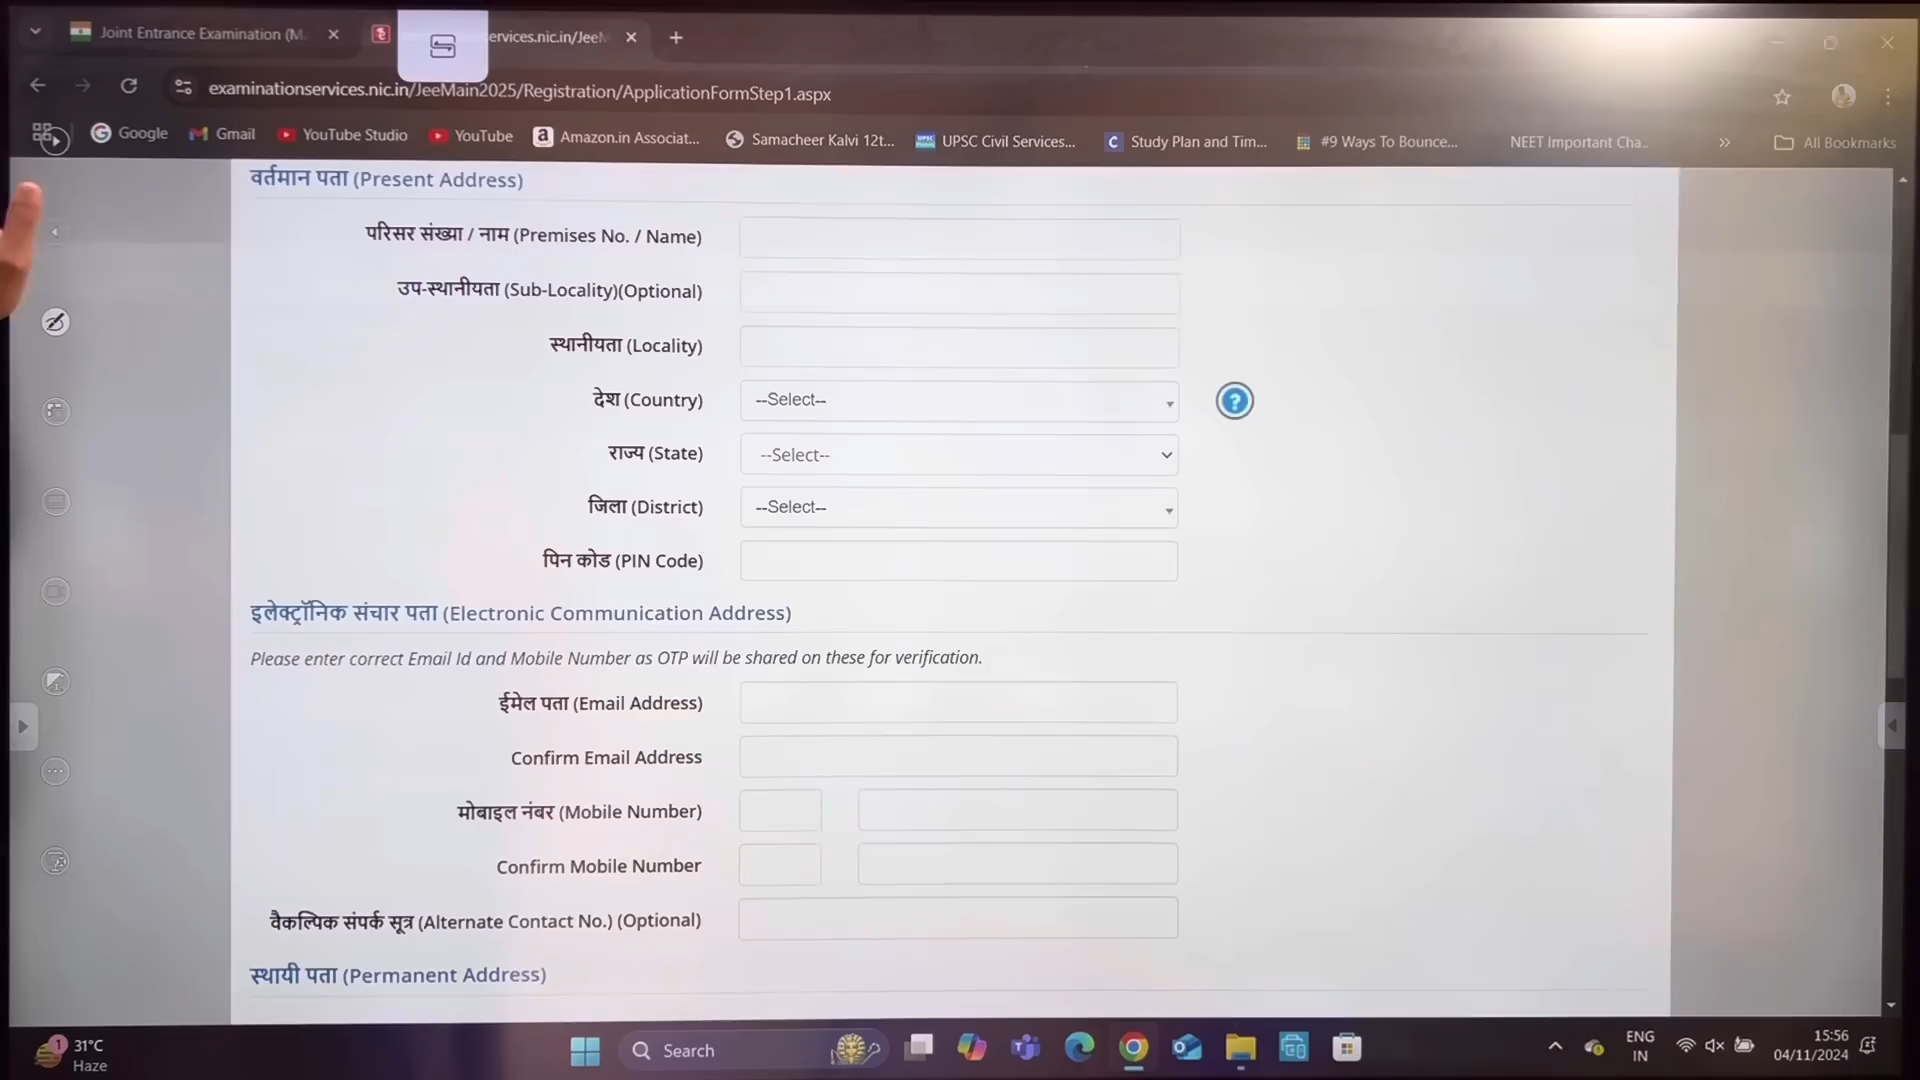 Joint Entrance Examination (M
ervices.nic.in/JeeM
examinationservices.nic.in/JeeMain2025/Registration/ApplicationFormStep1.aspx
Google Gmail YouTube Studio YouTube Amazon.in Associat... Samacheer Kalvi 12t... UPSC Civil Services... Study Plan and Tim... #9 Ways To Bounce... NEET Important Cha.. » All Bookmarks
वर्तमान पता (Present Address)
परिसर संख्या / नाम (Premises No. / Name)
उप-स्थानीयता (Sub-Locality)(Optional)
स्थानीयता (Locality)
देश (Country) --Select-- ?
राज्य (State) --Select--
जिला (District) --Select--
पिन कोड (PIN Code)
इलेक्ट्रॉनिक संचार पता (Electronic Communication Address)
Please enter correct Email Id and Mobile Number as OTP will be shared on these for verification.
ईमेल पता (Email Address)
Confirm Email Address
मोबाइल नंबर (Mobile Number)
Confirm Mobile Number
वैकल्पिक संपर्क सूत्र (Alternate Contact No.) (Optional)
स्थायी पता (Permanent Address)
1 31°C
Haze
Search
ENG
IN
15:56
04/11/2024